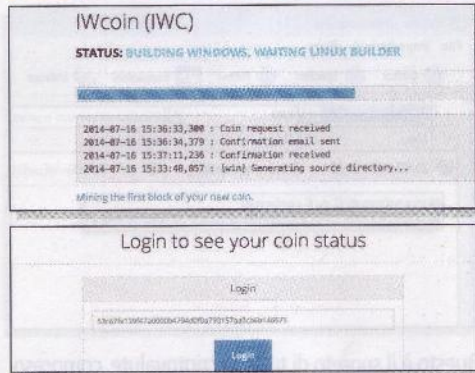 IWcoin (IWC)
STATUS: BUILDING WINDOWS, WAITING LINUX BUILDER
2014-07-16 15:36:33,300 : Coin request received
2014-07-16 15:36:34,379 : Confirmation email sent
2014-07-16 15:37:11,236 : Confirmation received
2014-07-16 15:33:40,857 : [win] Generating source directory...
Mining the first block of your new coin.
Login to see your coin status
Login
Login